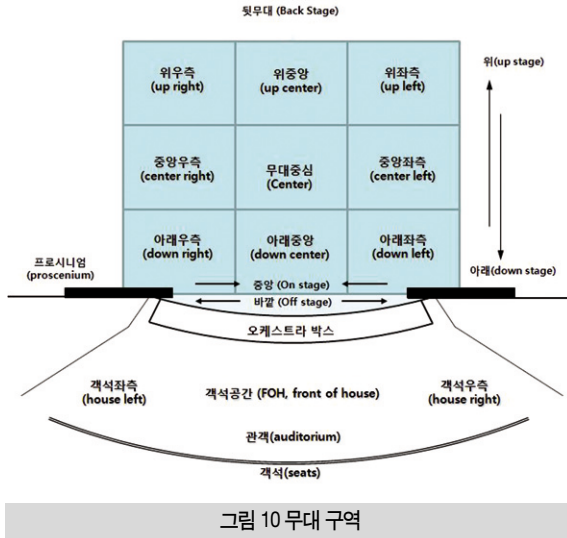 뒷무대 (Back Stage)
위우측
(up right)
위중앙
(up center)
위좌측
(up left)
위(up stage)
중앙우측
(center right)
무대중심
(Center)
중앙좌측
(center left)
아래우측
(down right)
아래중앙
(down center)
아래좌측
(down left)
아래(down stage)
프로시니엄
(proscenium)
중앙 (On stage)
바깥 (Off stage)
오케스트라 박스
객석좌측
(house left)
객석공간 (FOH, front of house)
객석우측
(house right)
관객(auditorium)
객석(seats)
그림 10 무대 구역